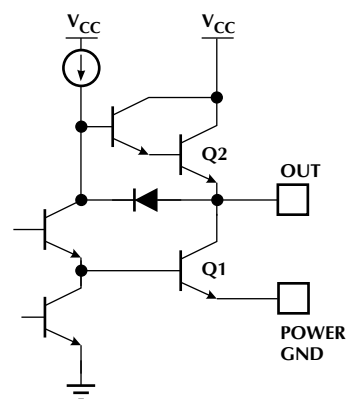 VCC VCC
Q2
OUT
Q1
POWER
GND